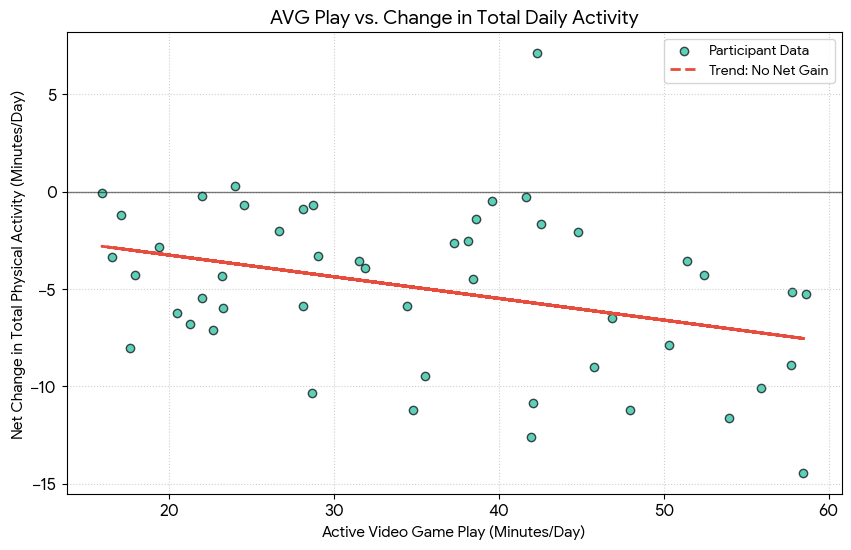 AVG Play vs. Change in Total Daily Activity
Participant Data
Trend: No Net Gain
Net Change in Total Physical Activity (Minutes/Day)
5
0
−5
−10
−15
20 30 40 50 60
Active Video Game Play (Minutes/Day)